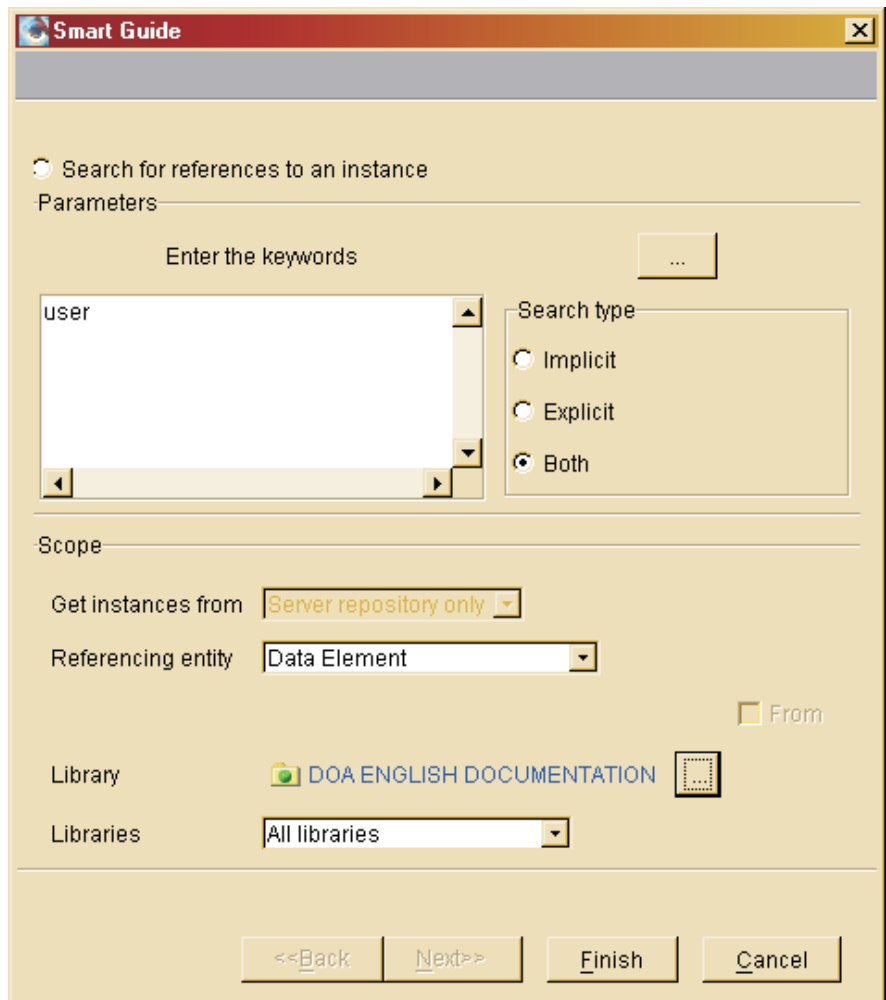 Smart Guide
Search for references to an instance
Parameters
Enter the keywords
...
user
Search type
Implicit
Explicit
Both
Scope
Get instances from Server repository only
Referencing entity Data Element
From
Library DOA ENGLISH DOCUMENTATION ...
Libraries All libraries
<<Back Next>> Finish Cancel